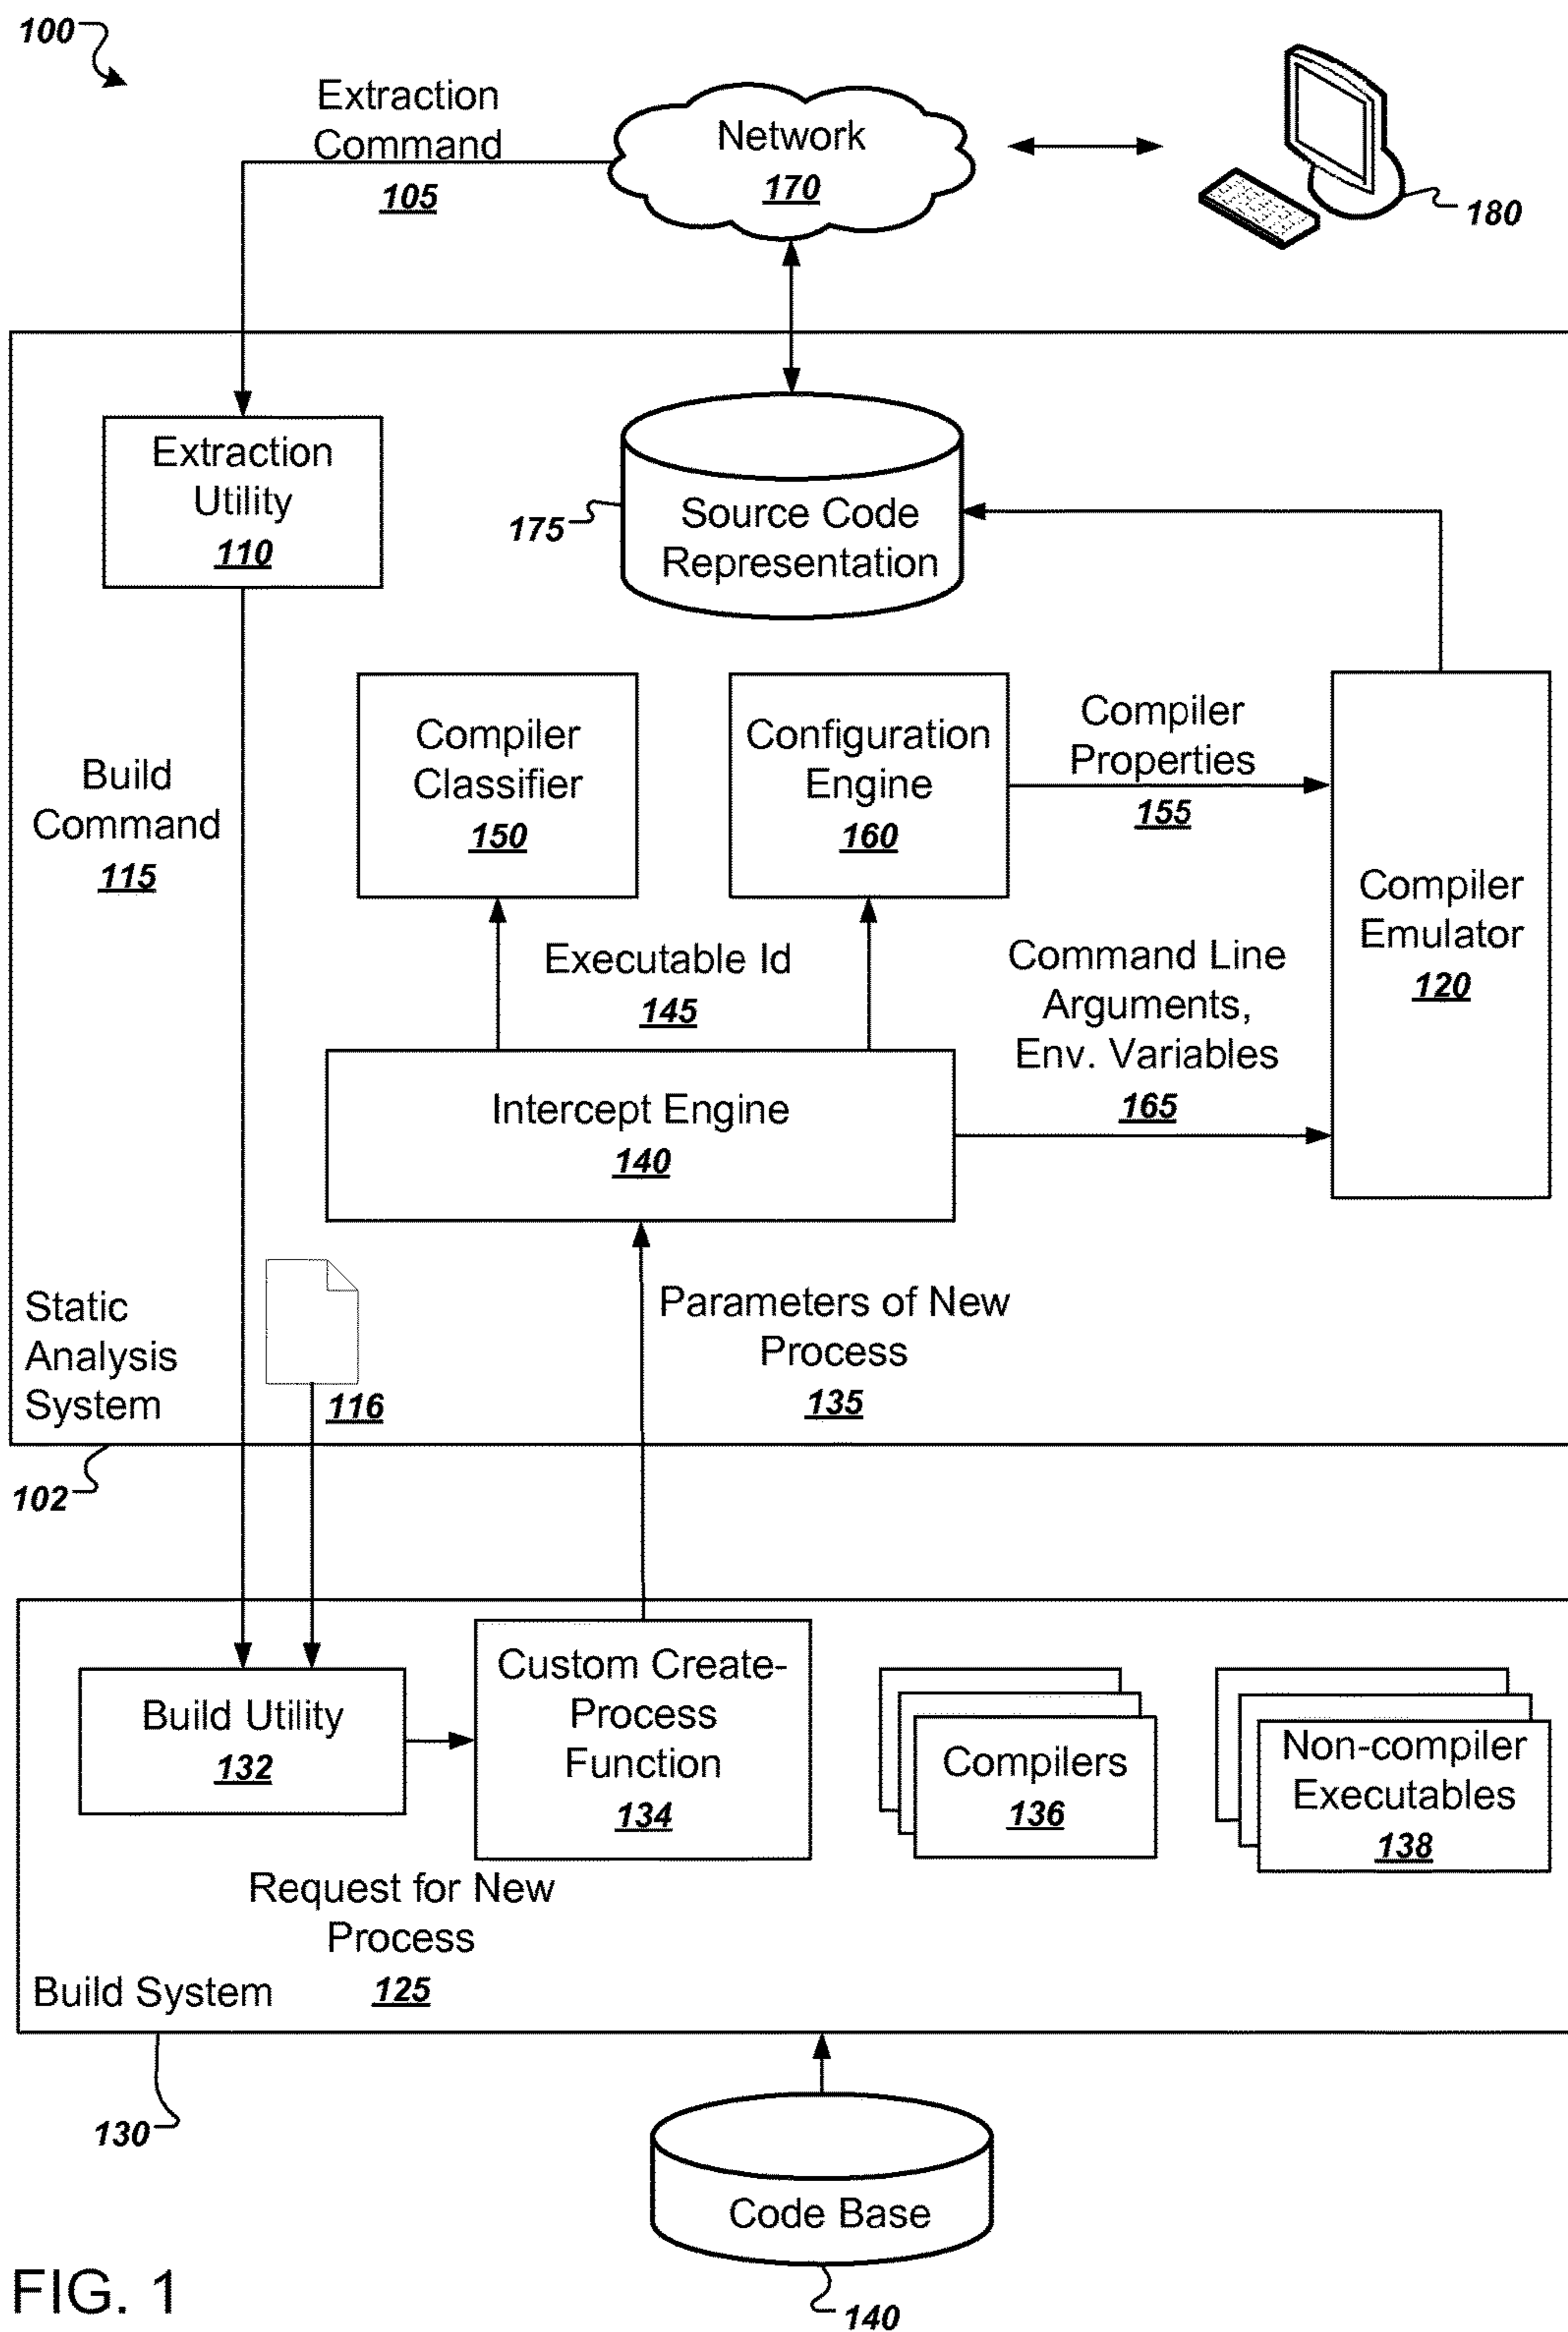 100
Extraction
Command
105
Network
170
180
Extraction
Utility
110
175
Source Code
Representation
Compiler
Classifier
150
Configuration
Engine
160
Compiler
Properties
155
Build
Command
115
Compiler
Emulator
120
Executable Id
145
Command Line
Arguments,
Env. Variables
165
Intercept Engine
140
Static
Analysis
System
116
Parameters of New
Process
135
102
Build Utility
132
Custom Create-
Process
Function
134
Compilers
136
Non-compiler
Executables
138
Request for New
Process
125
Build System
130
Code Base
140
FIG. 1